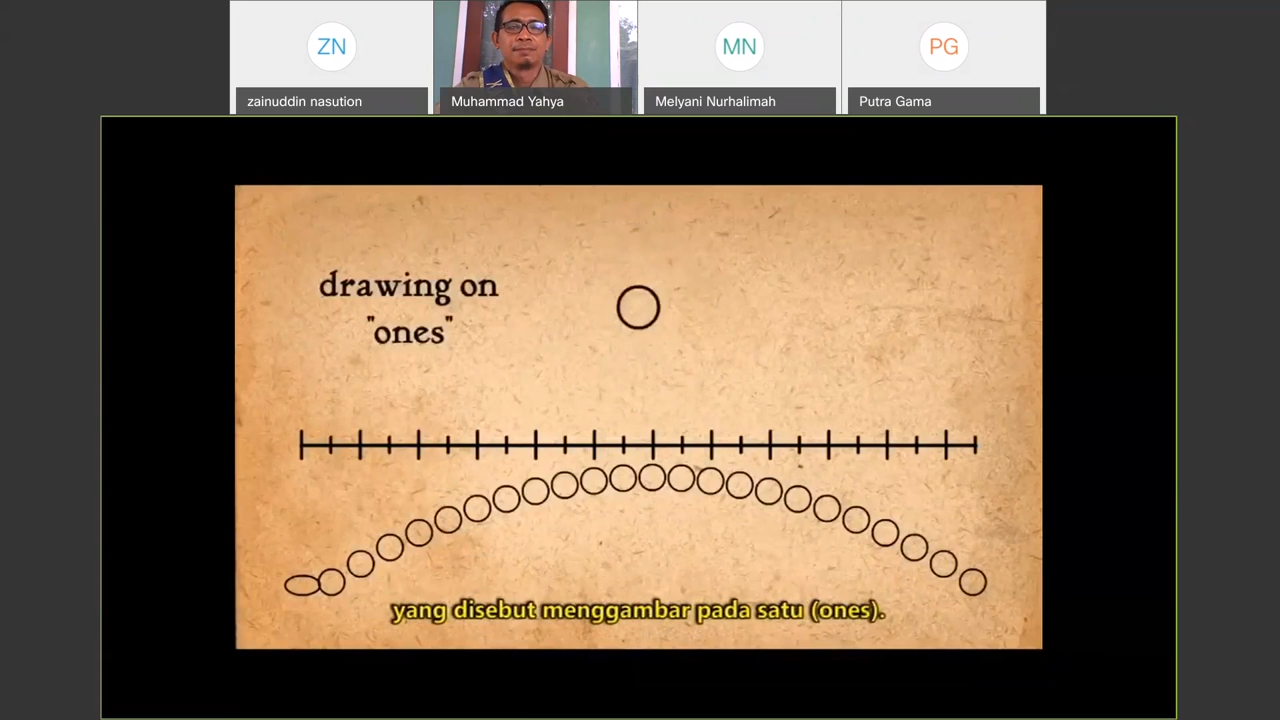 ZN
MN
PG
zainuddin nasution
Muhammad Yahya
Melyani Nurhalimah
Putra Gama
drawing on
"ones"
yang disebut menggambar pada satu (ones).